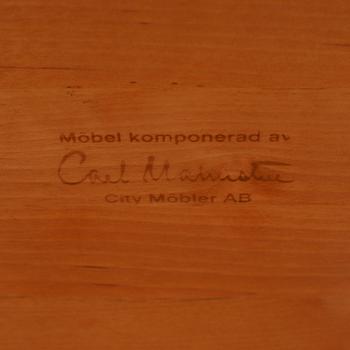 Möbel komponerad av
Carl Malmsten
City Möbler AB